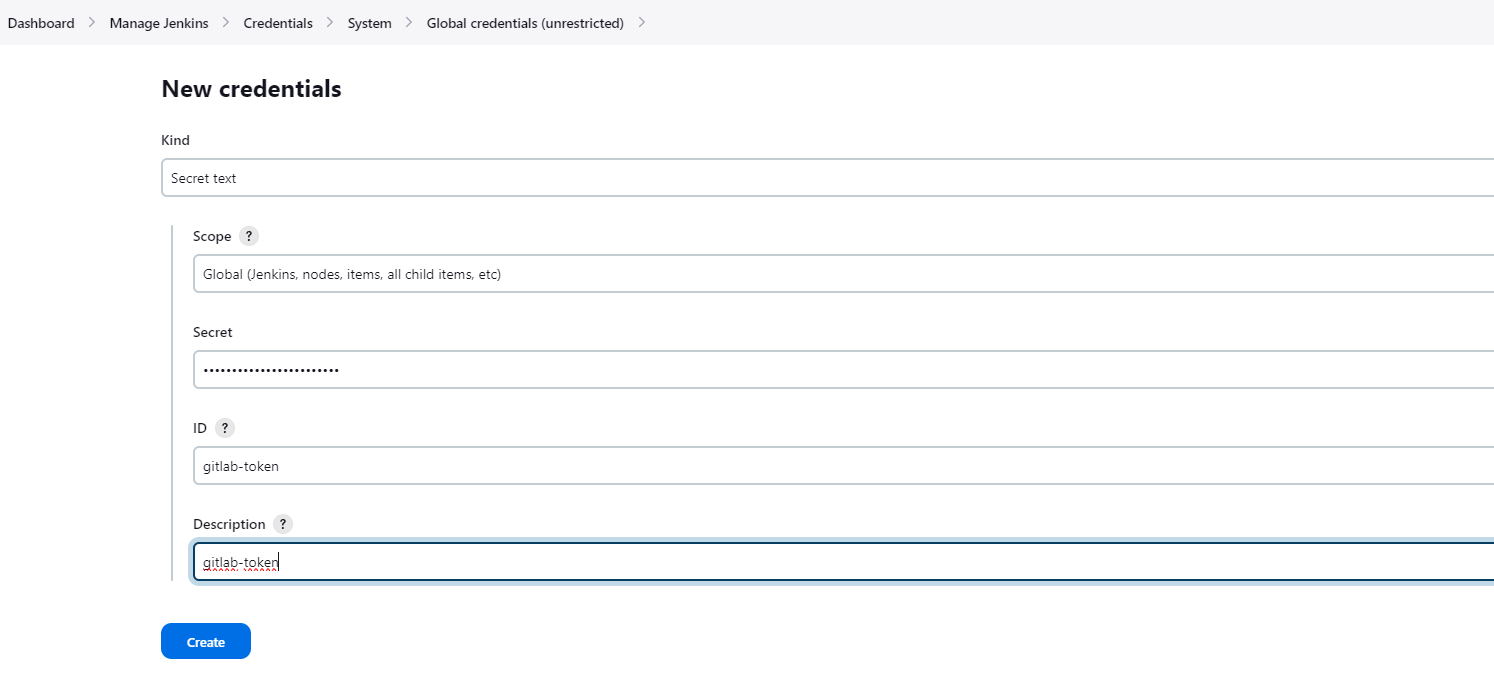 Dashboard > Manage Jenkins > Credentials > System > Global credentials (unrestricted) >
New credentials
Kind
Secret text
Scope ?
Global (Jenkins, nodes, items, all child items, etc)
Secret
••••••••••••••••••••••••
ID ?
gitlab-token
Description ?
gitlab-token
Create